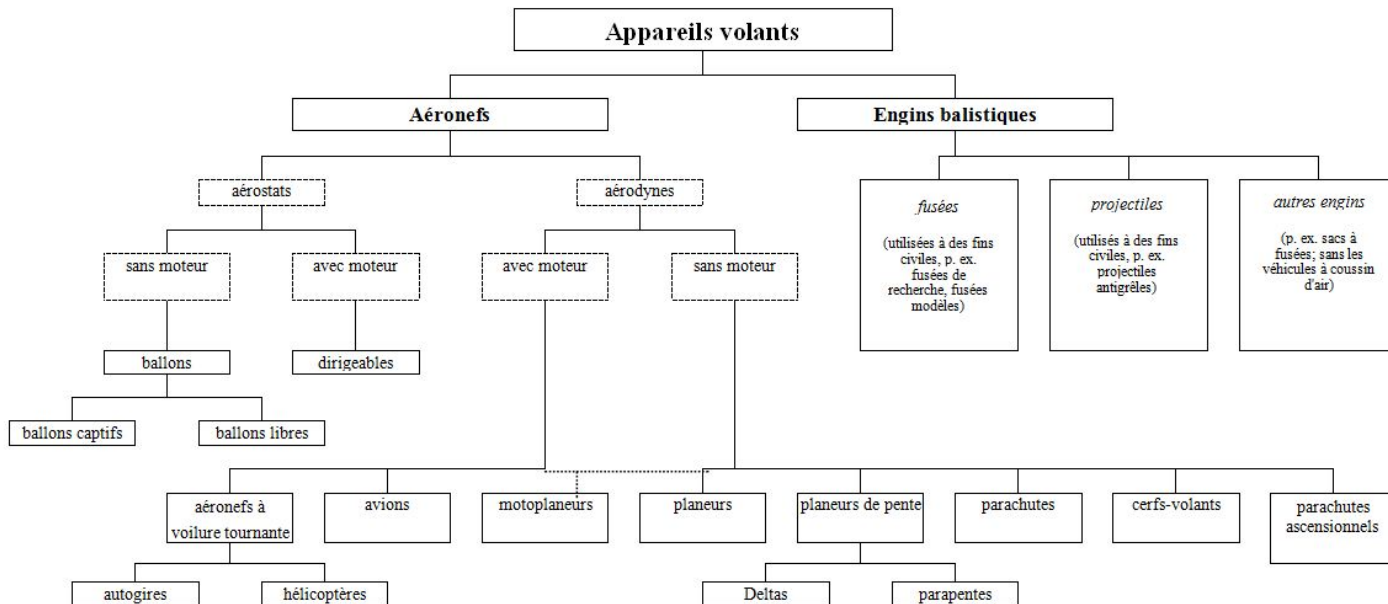 Appareils volants
Aéronefs
Engins balistiques
aérostats
aérodynes
fusées
(utilisées à des fins
civiles, p. ex.
fusées de
recherche, fusées
modèles)
projectiles
(utilisés à des fins
civiles, p. ex.
projectiles
antigrêles)
autres engins
(p. ex. sacs à
fusées; sans les
véhicules à coussin
d'air)
sans moteur
avec moteur
avec moteur
sans moteur
ballons
dirigeables
ballons captifs
ballons libres
aéronefs à
voilure tournante
avions
motoplaneurs
planeurs
planeurs de pente
parachutes
cerfs-volants
parachutes
ascensionnels
autogires
hélicoptères
Deltas
parapentes